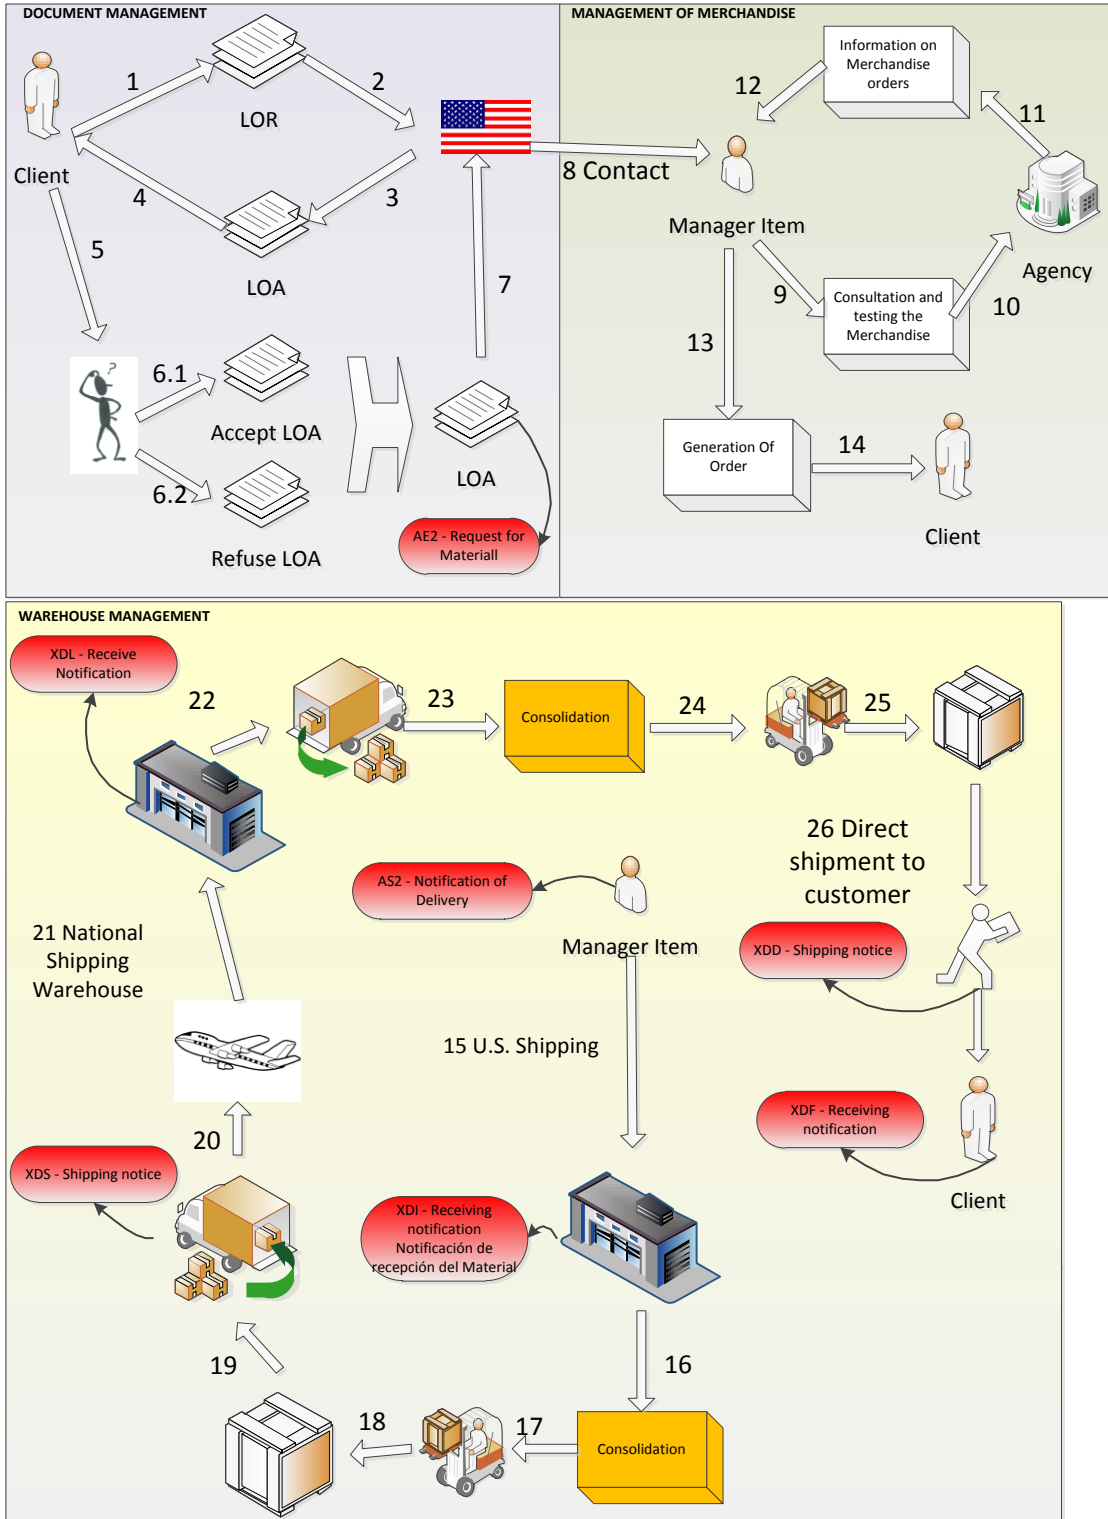 DOCUMENT MANAGEMENT
1
2
LOR
Client
4
3
5
LOA
7
6.1
Accept LOA
6.2
Refuse LOA
LOA
AE2 - Request for
Materiall
MANAGEMENT OF MERCHANDISE
Information on
Merchandise
orders
12
11
8 Contact
Manager Item
Agency
9
Consultation and
testing the
Merchandise
10
13
Generation Of
Order
14
Client
WAREHOUSE MANAGEMENT
XDL - Receive
Notification
22
23
Consolidation
24
25
26 Direct
shipment to
customer
AS2 - Notification of
Delivery
Manager Item
XDD - Shipping notice
21 National
Shipping
Warehouse
15 U.S. Shipping
XDF - Receiving
notification
Client
20
XDS - Shipping notice
XDI - Receiving
notification
Notificación de
recepción del Material
19
16
18
17
Consolidation